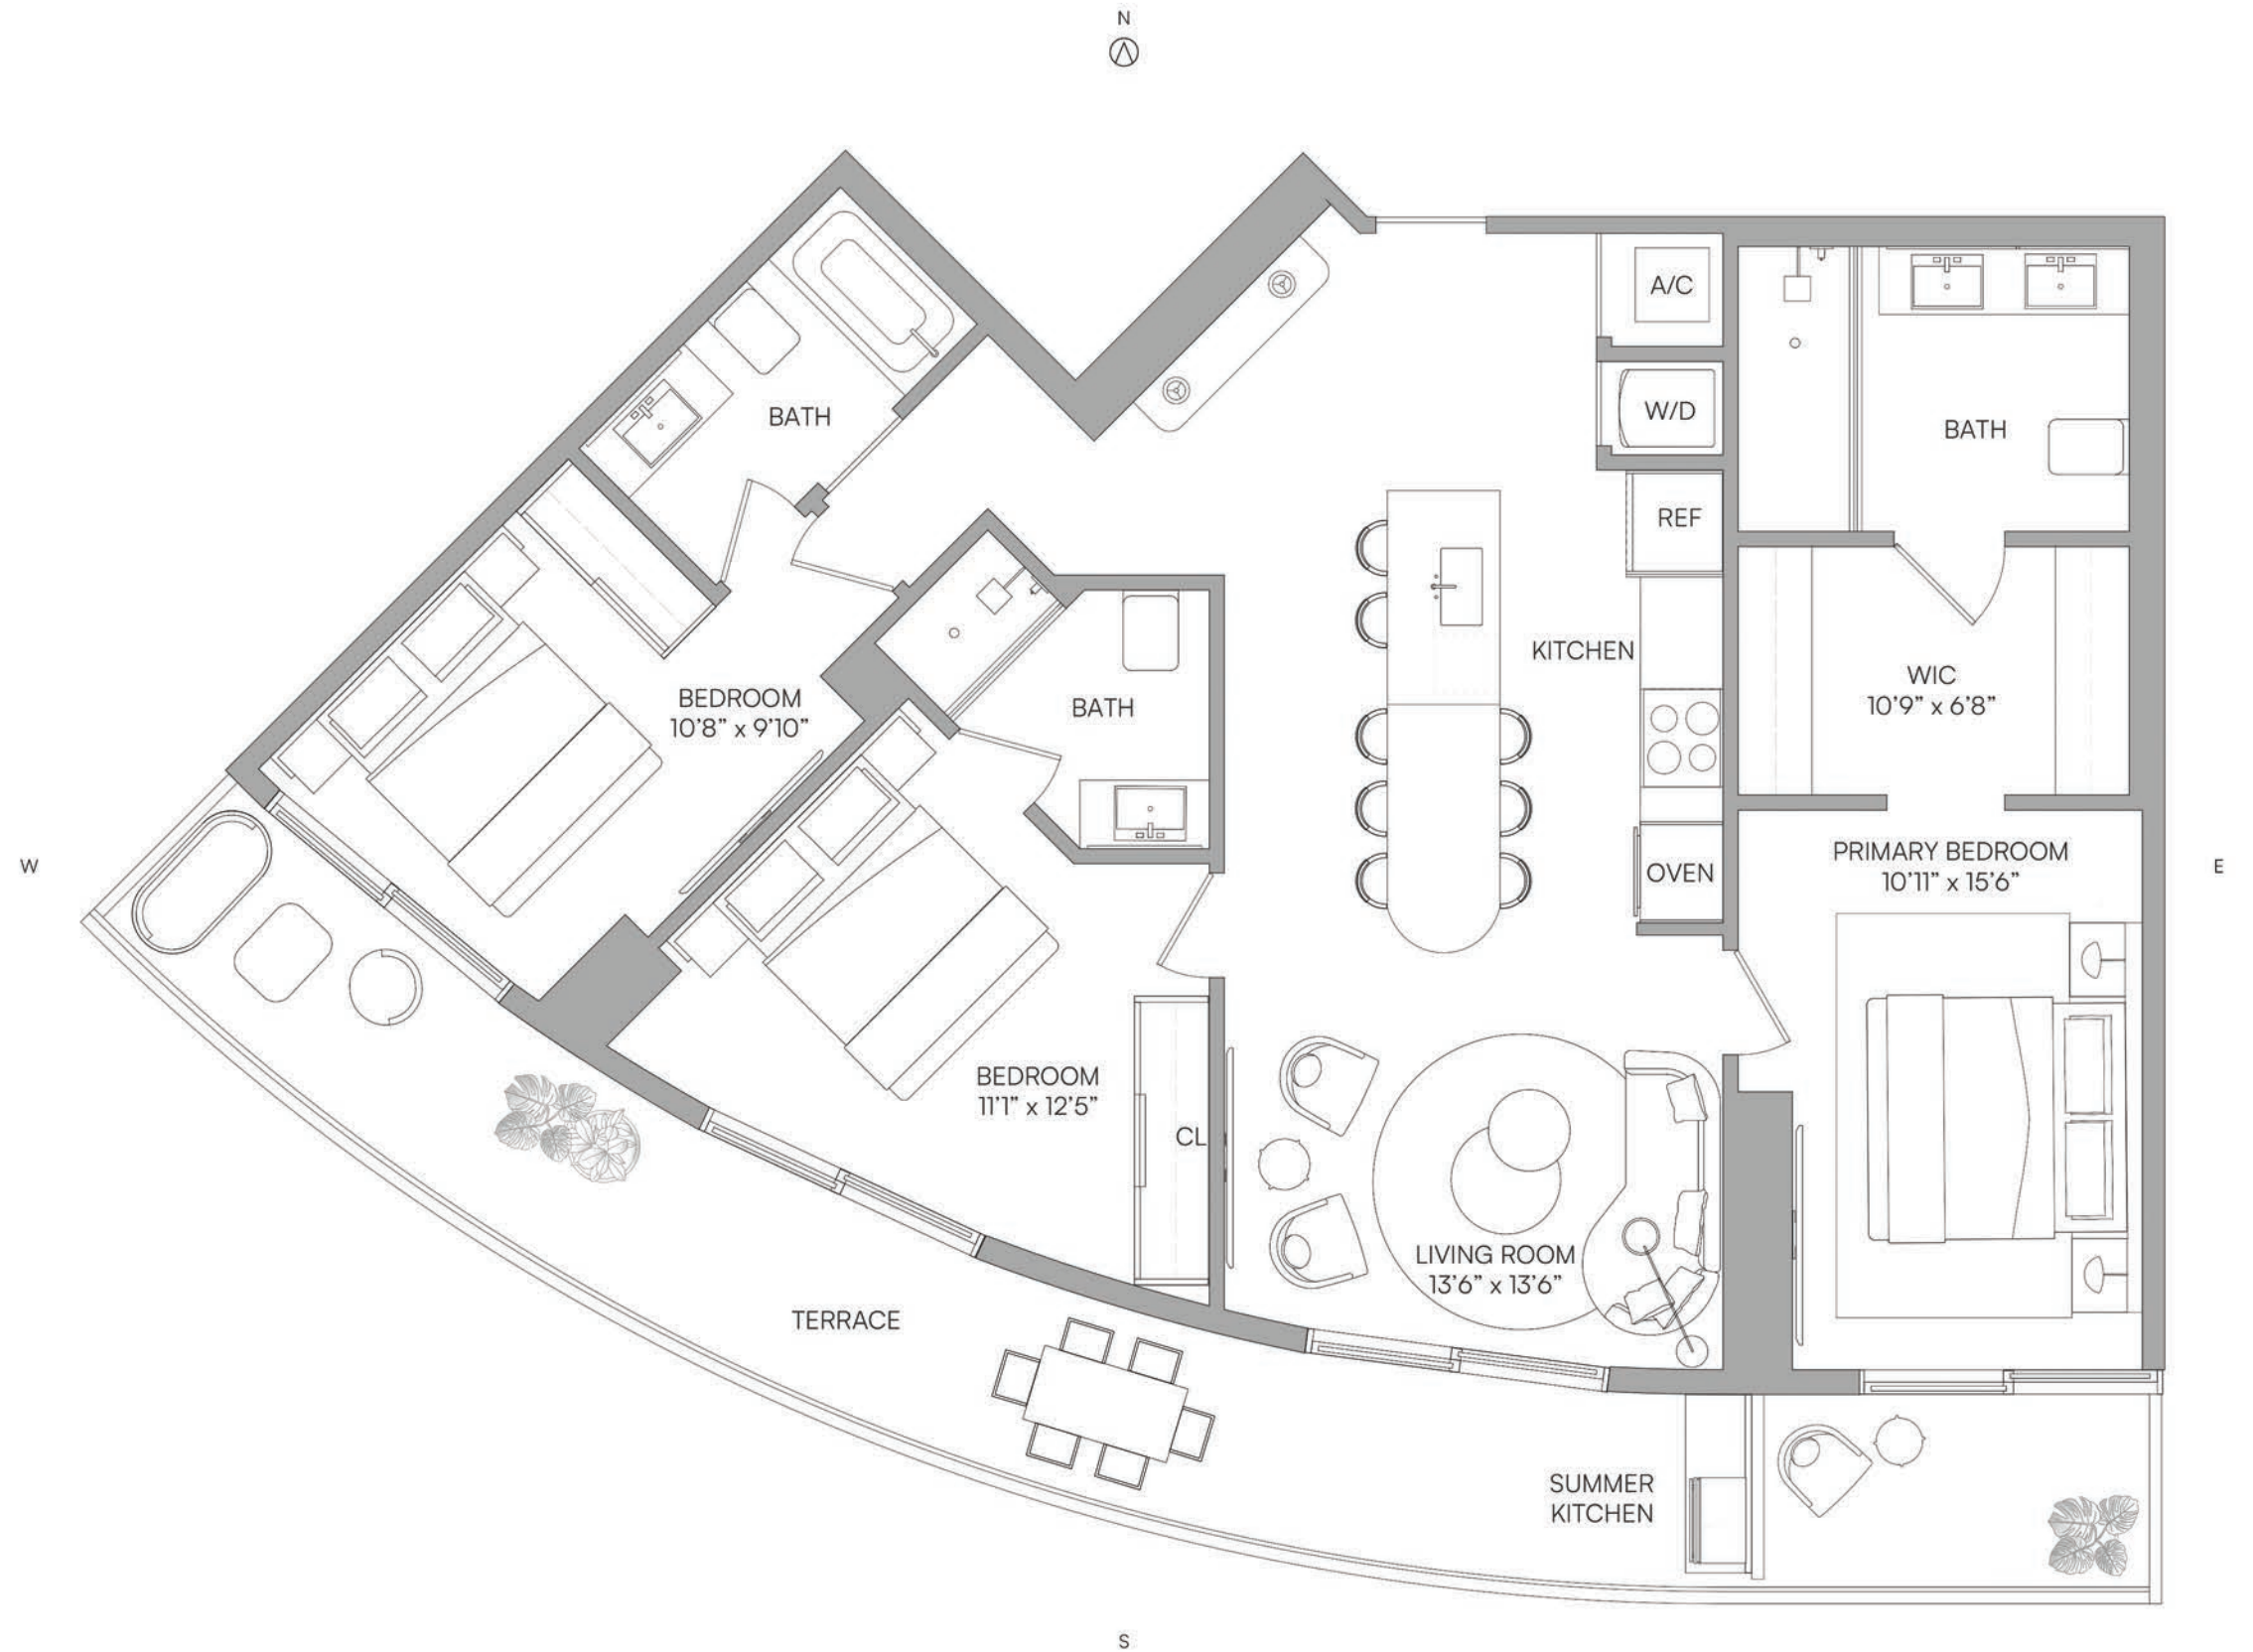 N
A/C
W/D
BATH
BATH
REF
KITCHEN
WIC
10'9" x 6'8"
BEDROOM
10'8" x 9'10"
BATH
W
PRIMARY BEDROOM
10'11" x 15'6"
OVEN
E
BEDROOM
11'1" x 12'5"
CL
LIVING ROOM
13'6" x 13'6"
TERRACE
SUMMER
KITCHEN
S